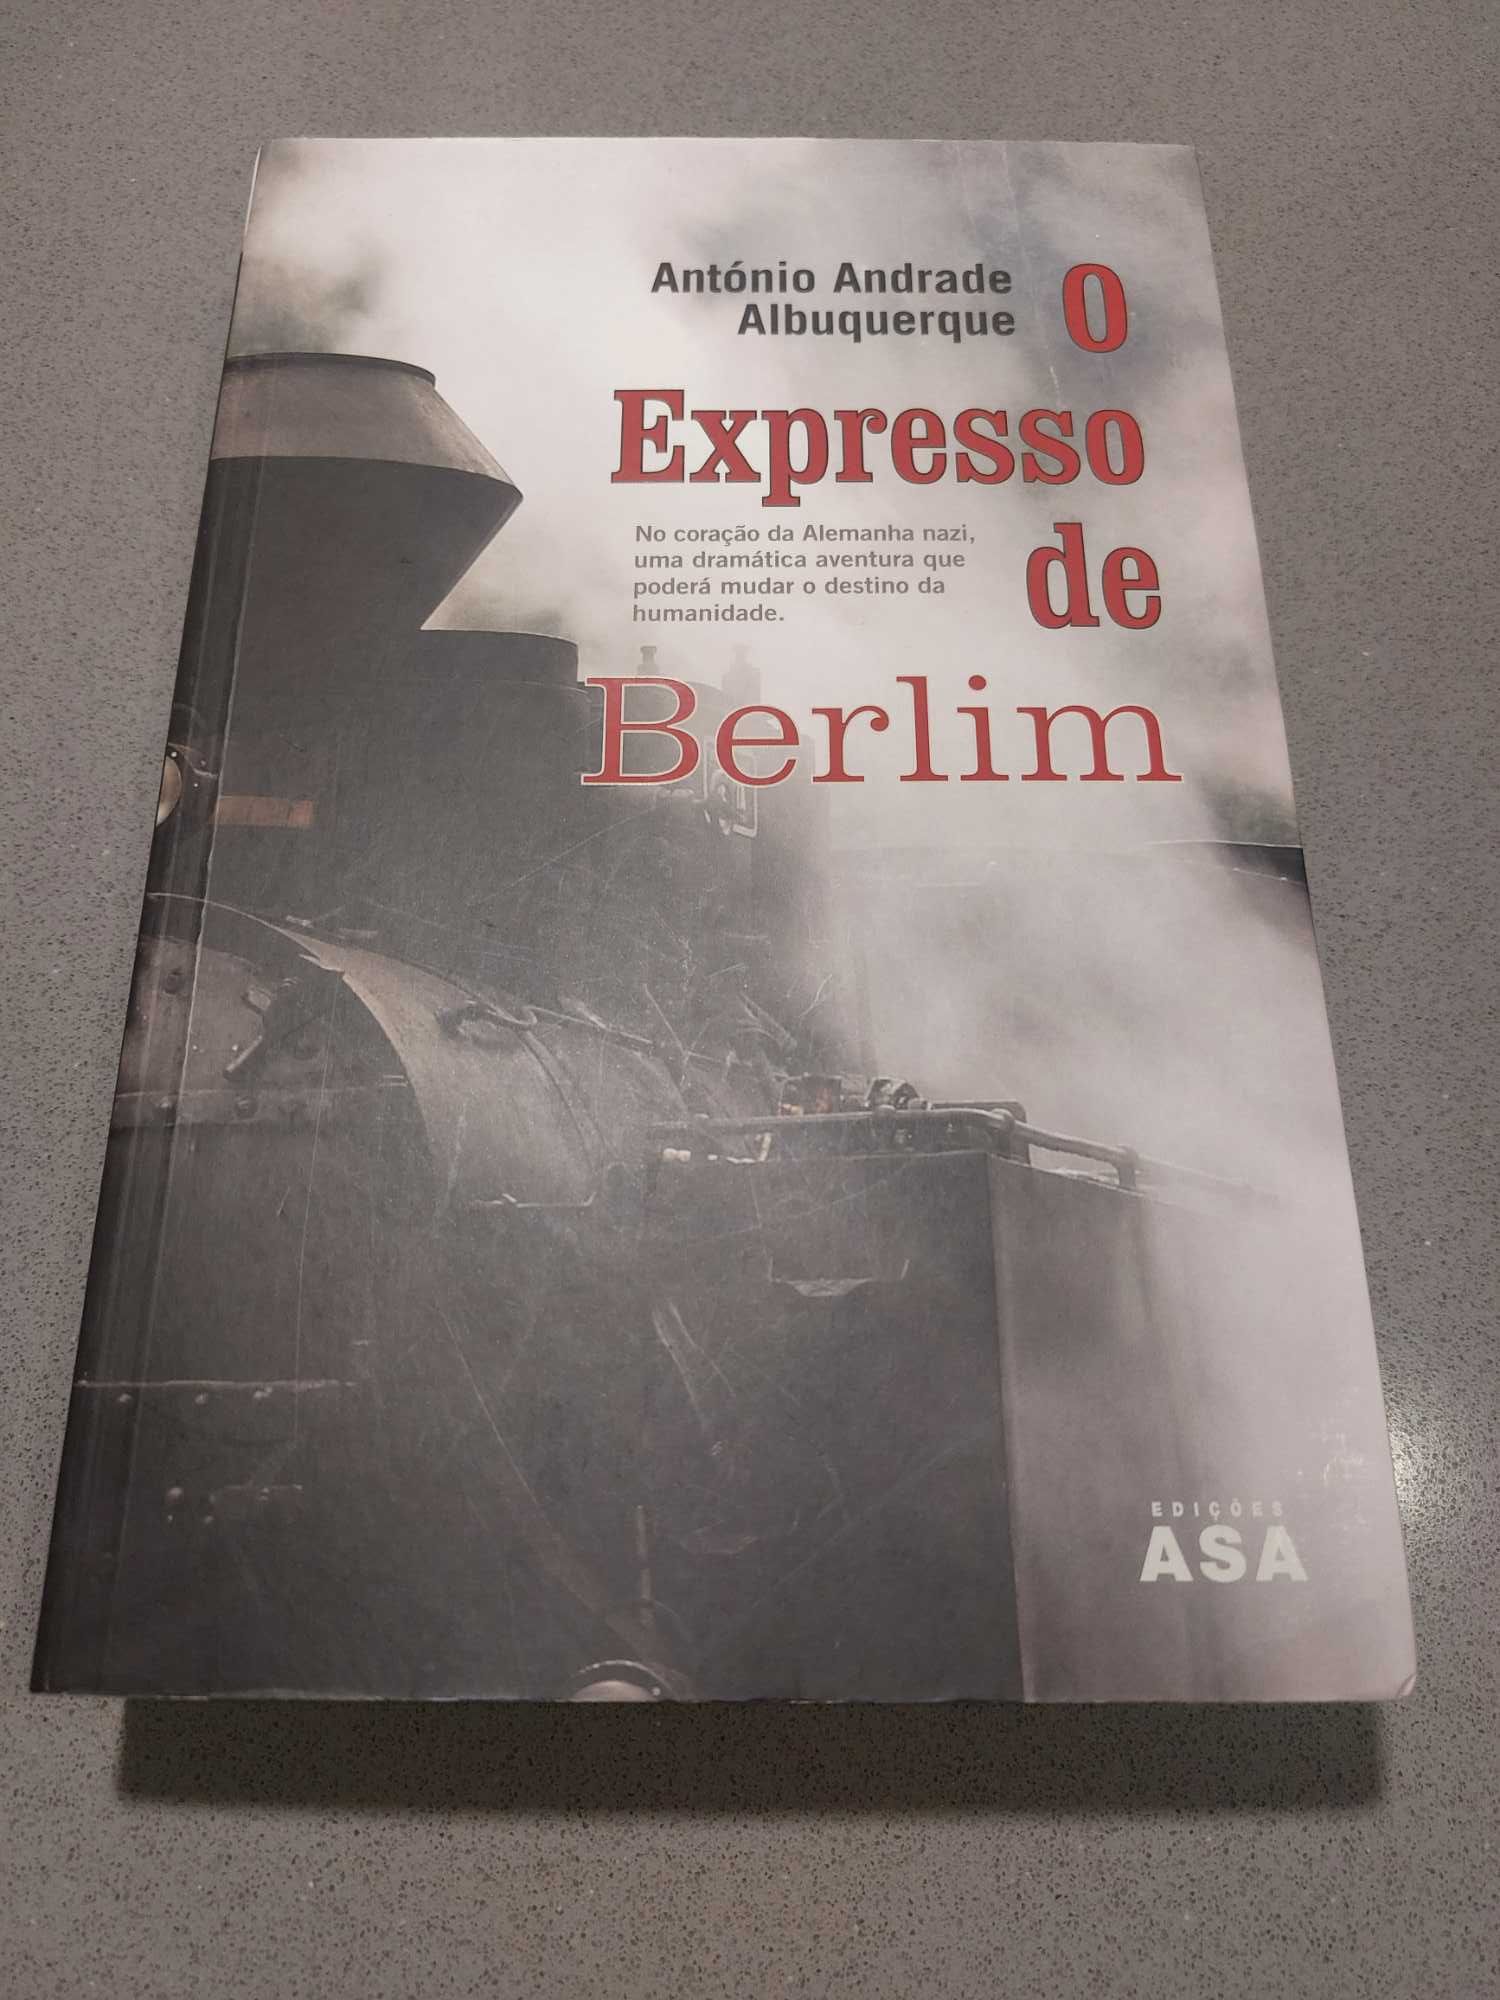 António Andrade
Albuquerque
O
Expresso
No coração da Alemanha nazi,
uma dramática aventura que
poderá mudar o destino da
humanidade.
de
Berlim
EDIÇÕES
ASA